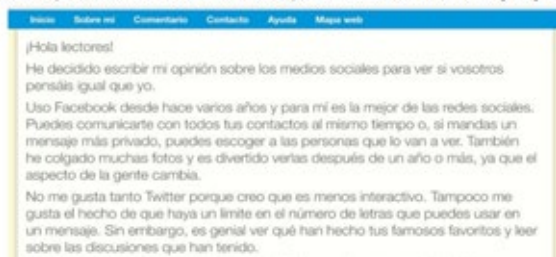 Inicio Sobre mí Comentario Contacto Ayuda Mapa web
¡Hola lectores!
He decidido escribir mi opinión sobre los medios sociales para ver si vosotros
pensáis igual que yo.
Uso Facebook desde hace varios años y para mí es la mejor de las redes sociales.
Puedes comunicarte con todos tus contactos al mismo tiempo o, si mandas un
mensaje más privado, puedes escoger a las personas que lo van a ver. También
he colgado muchas fotos y es divertido verlas después de un año o más, ya que el
aspecto de la gente cambia.
No me gusta tanto Twitter porque creo que es menos interactivo. Tampoco me
gusta el hecho de que haya un límite en el número de letras que puedes usar en
un mensaje. Sin embargo, es genial ver qué han hecho tus famosos favoritos y leer
sobre las discusiones que han tenido.